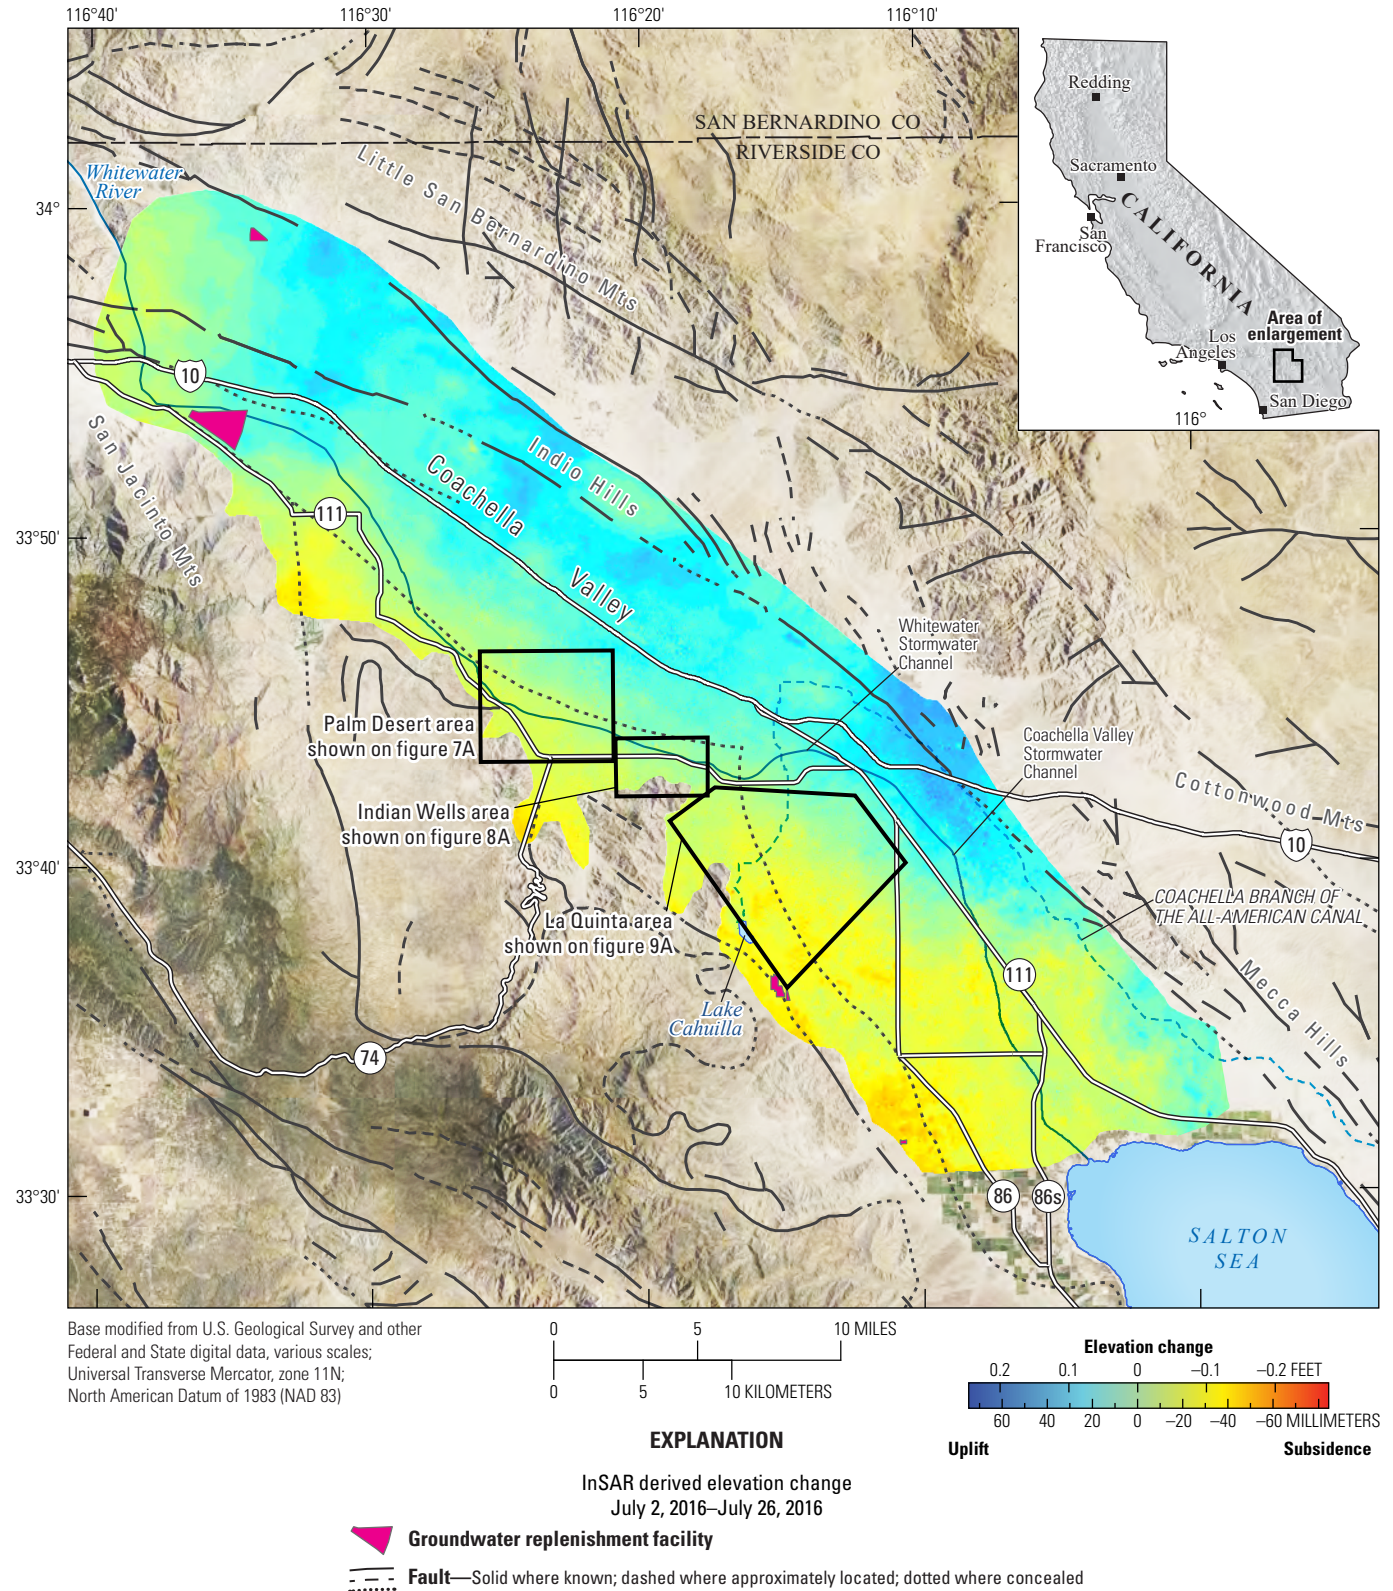 116°40'
116°30'
116°20'
116°10'
34°
33°50'
33°40'
33°30'
116°
SAN BERNARDINO CO
RIVERSIDE CO
Whitewater
River
Little San Bernardino Mts
Redding
Sacramento
San
Francisco
CALIFORNIA
Los
Angeles
Area of
enlargement
San Diego
10
San Jacinto Mts
111
Coachella
Valley
Indio Hills
Whitewater
Stormwater
Channel
Coachella Valley
Stormwater
Channel
Palm Desert area
shown on figure 7A
Indian Wells area
shown on figure 8A
La Quinta area
shown on figure 9A
Cottonwood Mts
10
COACHELLA BRANCH OF
THE ALL-AMERICAN CANAL
111
Mecca Hills
Lake
Cahuilla
74
86
86s
SALTON
SEA
Base modified from U.S. Geological Survey and other
Federal and State digital data, various scales;
Universal Transverse Mercator, zone 11N;
North American Datum of 1983 (NAD 83)
0 5 10 MILES
0 5 10 KILOMETERS
Elevation change
0.2 0.1 0 –0.1 –0.2 FEET
60 40 20 0 –20 –40 –60 MILLIMETERS
Uplift Subsidence
EXPLANATION
InSAR derived elevation change
July 2, 2016–July 26, 2016
Groundwater replenishment facility
Fault—Solid where known; dashed where approximately located; dotted where concealed